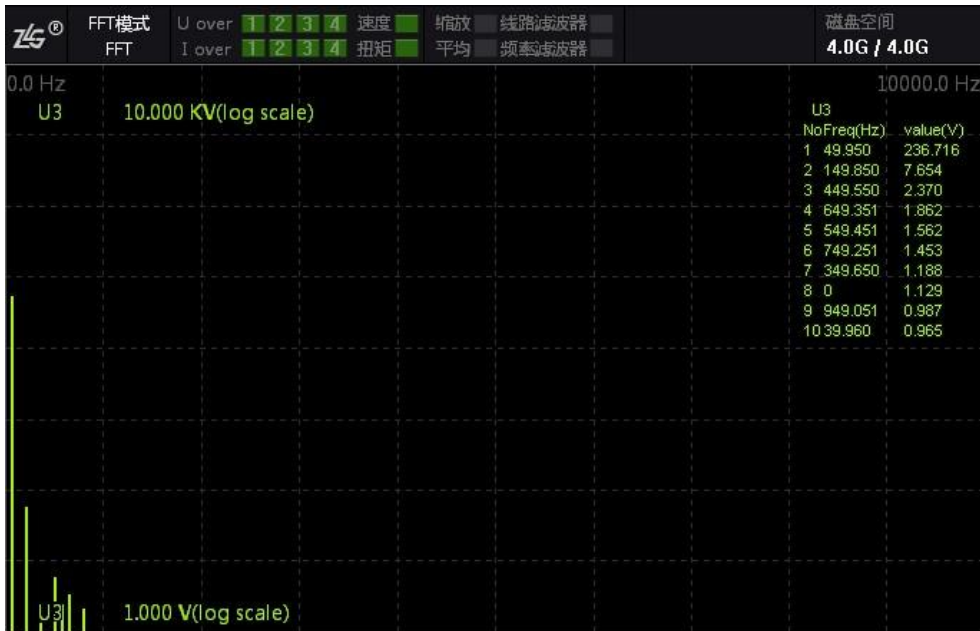 ZLG® FFT模式 U over 1 2 3 4 速度 缩放 线路滤波器 磁盘空间
FFT I over 1 2 3 4 扭矩 平均 频率滤波器 4.0G / 4.0G
0.0 Hz 10000.0 Hz
U3 10.000 KV(log scale) U3
NoFreq(Hz) value(V)
1 49.950 236.716
2 149.850 7.654
3 449.550 2.370
4 649.351 1.862
5 549.451 1.562
6 749.251 1.453
7 349.650 1.188
8 0 1.129
9 949.051 0.987
10 39.960 0.965
U3 1.000 V(log scale)